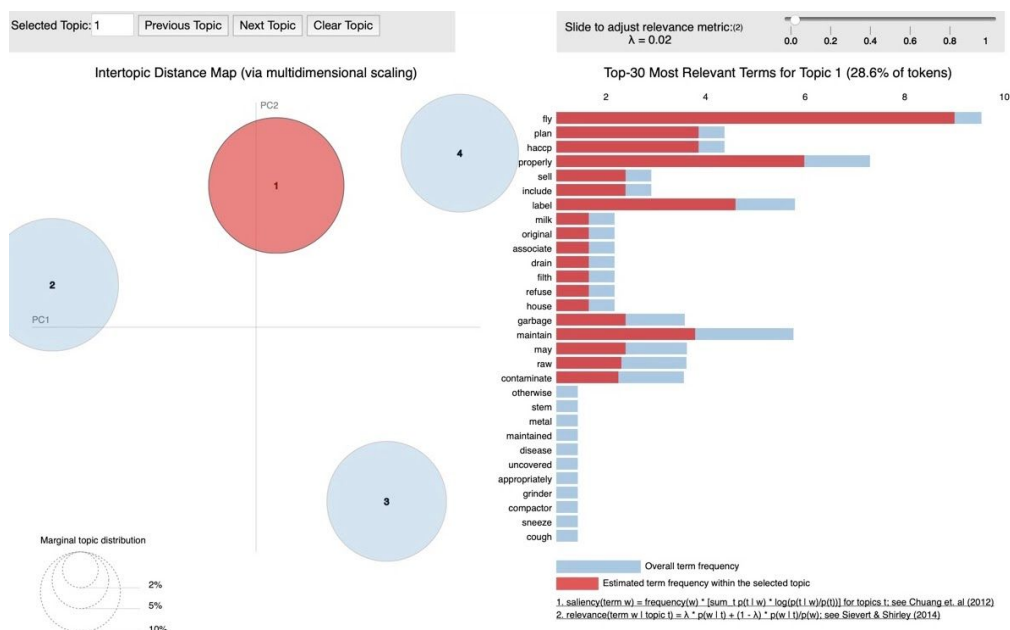 Selected Topic: 1 Previous Topic Next Topic Clear Topic
Slide to adjust relevance metric:(2)
λ = 0.02
0.0 0.2 0.4 0.6 0.8 1
Intertopic Distance Map (via multidimensional scaling)
PC2
PC1
1
2
3
4
Marginal topic distribution
2%
5%
10%
Top-30 Most Relevant Terms for Topic 1 (28.6% of tokens)
2 4 6 8 10
fly
plan
haccp
properly
sell
include
label
milk
original
associate
drain
filth
refuse
house
garbage
maintain
may
raw
contaminate
otherwise
stem
metal
maintained
disease
uncovered
appropriately
grinder
compactor
sneeze
cough
Overall term frequency
Estimated term frequency within the selected topic
1. saliency(term w) = frequency(w) * [sum_t p(t | w) * log(p(t | w)/p(t))] for topics t; see Chuang et. al (2012)
2. relevance(term w | topic t) = λ * p(w | t) + (1 - λ) * p(w | t)/p(w); see Sievert & Shirley (2014)